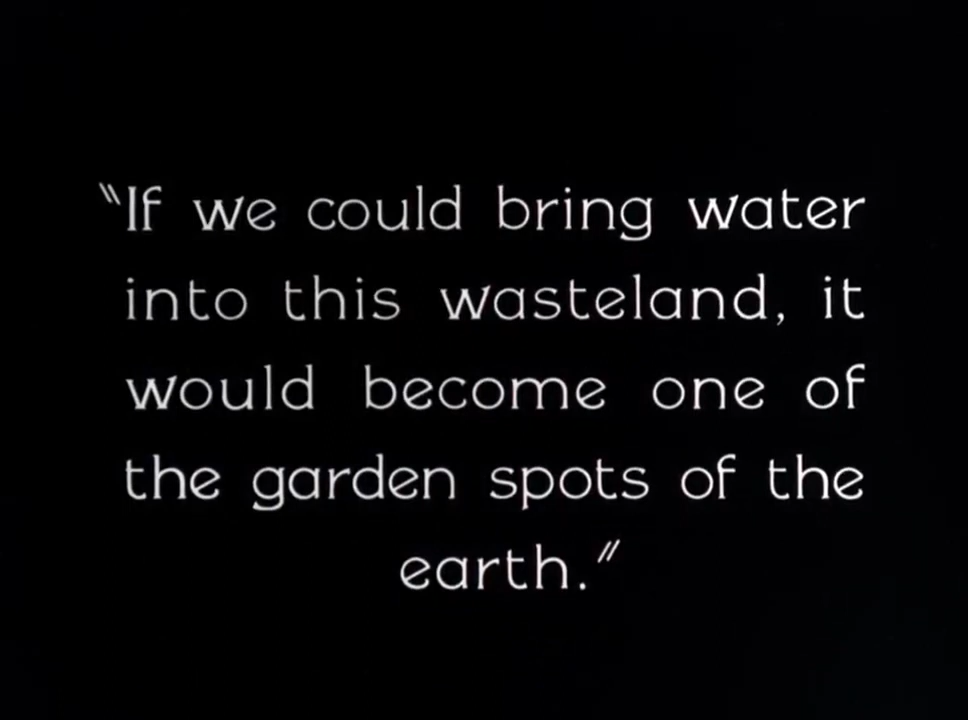 "If we could bring water
into this wasteland, it
would become one of
the garden spots of the
earth."